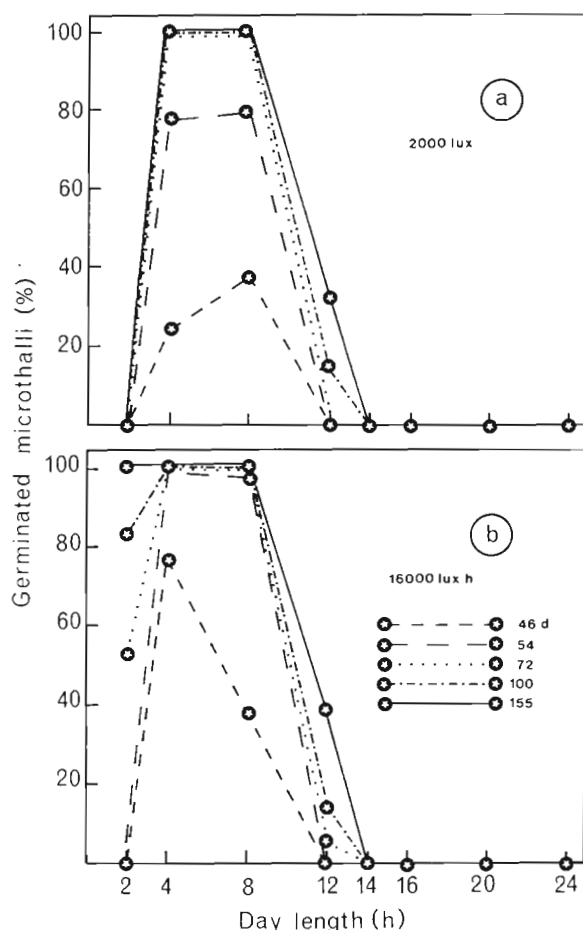 Germinated microthalli (%)
100
80
60
40
20
a
2000 lux
100
80
60
40
20
b
16000 lux h
46 d
54
72
100
155
2 4 8 12 14 16 20 24
Day length (h)